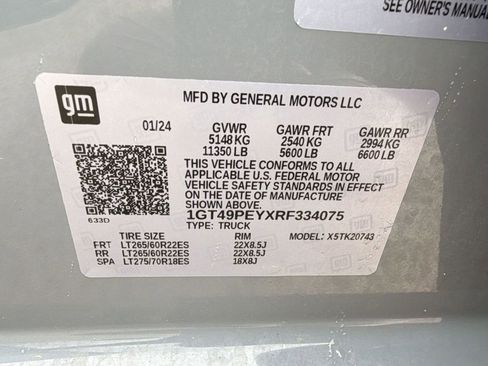 SEE OWNER'S MANUAL
gm
MFD BY GENERAL MOTORS LLC
01/24 GVWR GAWR FRT GAWR RR
5148 KG 2540 KG 2994 KG
11350 LB 5600 LB 6600 LB
THIS VEHICLE CONFORMS TO ALL
APPLICABLE U.S. FEDERAL MOTOR
VEHICLE SAFETY STANDARDS IN EFFECT
ON THE DATE OF MANUFACTURE
SHOWN ABOVE.
1GT49PEYXRF334075
633D TYPE: TRUCK
TIRE SIZE RIM MODEL: X5TK20743
FRT LT265/60R22ES 22X8.5J
RR LT265/60R22ES 22X8.5J
SPA LT275/70R18ES 18X8J